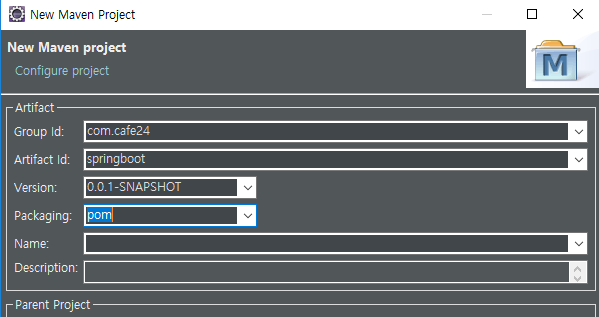 New Maven Project
New Maven project
Configure project
M
Artifact
Group Id: com.cafe24
Artifact Id: springboot
Version: 0.0.1-SNAPSHOT
Packaging: pom
Name:
Description:
Parent Project